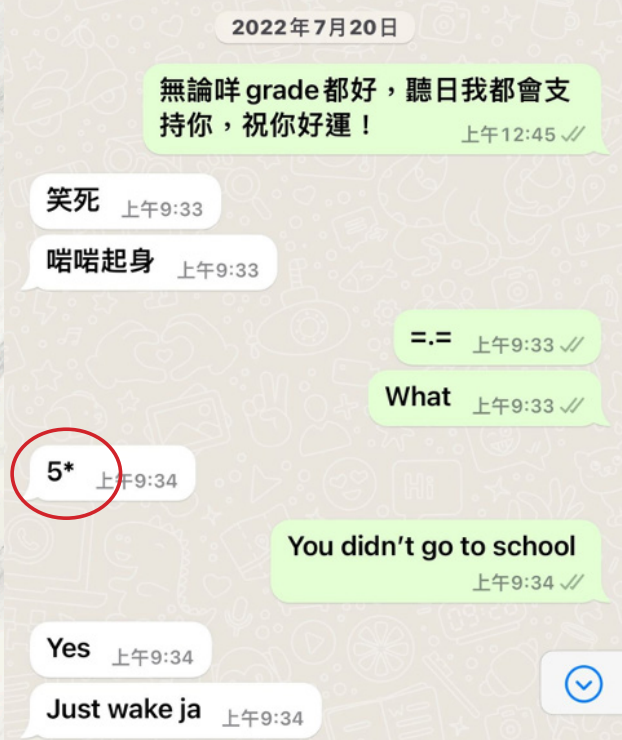 2022年7月20日
無論咩grade都好，聽日我都會支
持你，祝你好運！ 上午12:45
笑死 上午9:33
啱啱起身 上午9:33
=.= 上午9:33
What 上午9:33
5* 上午9:34
You didn't go to school
上午9:34
Yes 上午9:34
Just wake ja 上午9:34